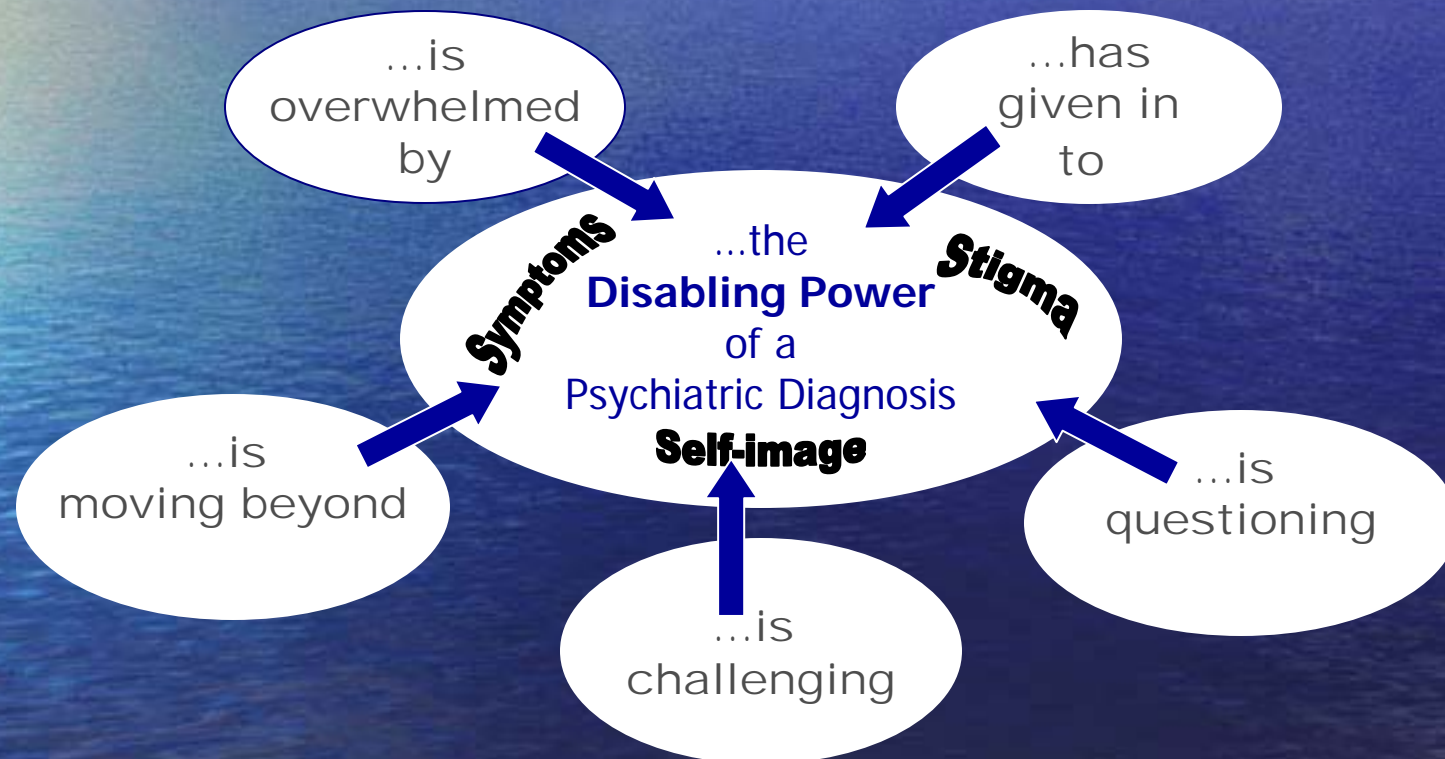 ...is
overwhelmed
by
...has
given in
to
Symptoms
...the
Disabling Power
of a
Psychiatric Diagnosis
Stigma
Self-image
...is
moving beyond
...is
questioning
...is
challenging